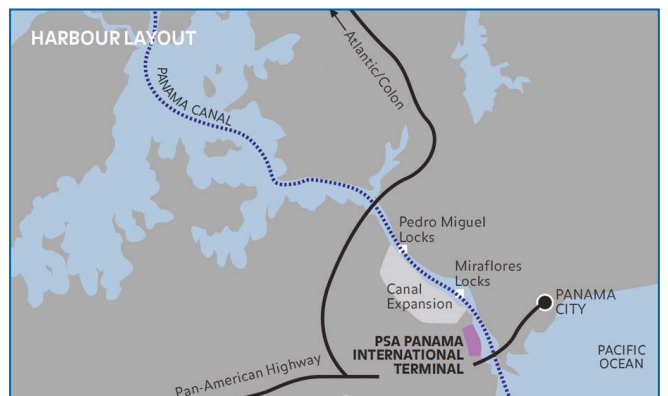 HARBOUR LAYOUT
Atlantic/Colon
PANAMA CANAL
Pedro Miguel
Locks
Miraflores
Locks
Canal
Expansion
PANAMA
CITY
PSA PANAMA
INTERNATIONAL
TERMINAL
PACIFIC
OCEAN
Pan-American Highway